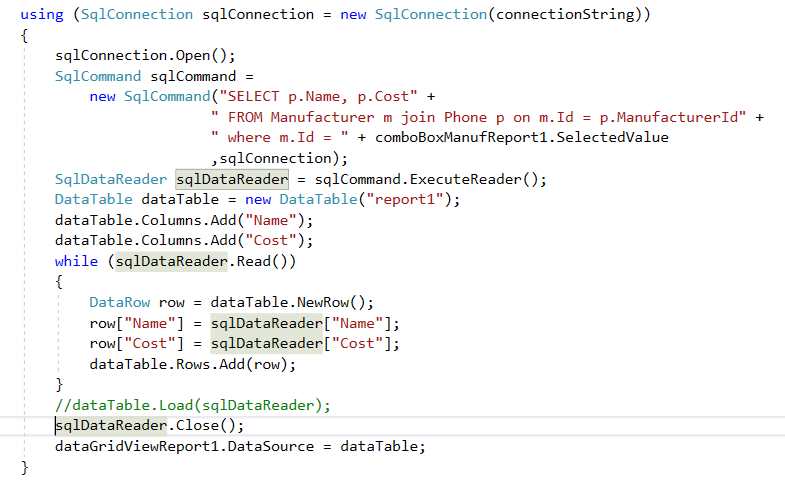 using (SqlConnection sqlConnection = new SqlConnection(connectionString))
{
    sqlConnection.Open();
    SqlCommand sqlCommand =
        new SqlCommand("SELECT p.Name, p.Cost" +
                      " FROM Manufacturer m join Phone p on m.Id = p.ManufacturerId" +
                      " where m.Id = " + comboBoxManufReport1.SelectedValue
                      ,sqlConnection);
    SqlDataReader sqlDataReader = sqlCommand.ExecuteReader();
    DataTable dataTable = new DataTable("report1");
    dataTable.Columns.Add("Name");
    dataTable.Columns.Add("Cost");
    while (sqlDataReader.Read())
    {
        DataRow row = dataTable.NewRow();
        row["Name"] = sqlDataReader["Name"];
        row["Cost"] = sqlDataReader["Cost"];
        dataTable.Rows.Add(row);
    }
    //dataTable.Load(sqlDataReader);
    sqlDataReader.Close();
    dataGridViewReport1.DataSource = dataTable;
}